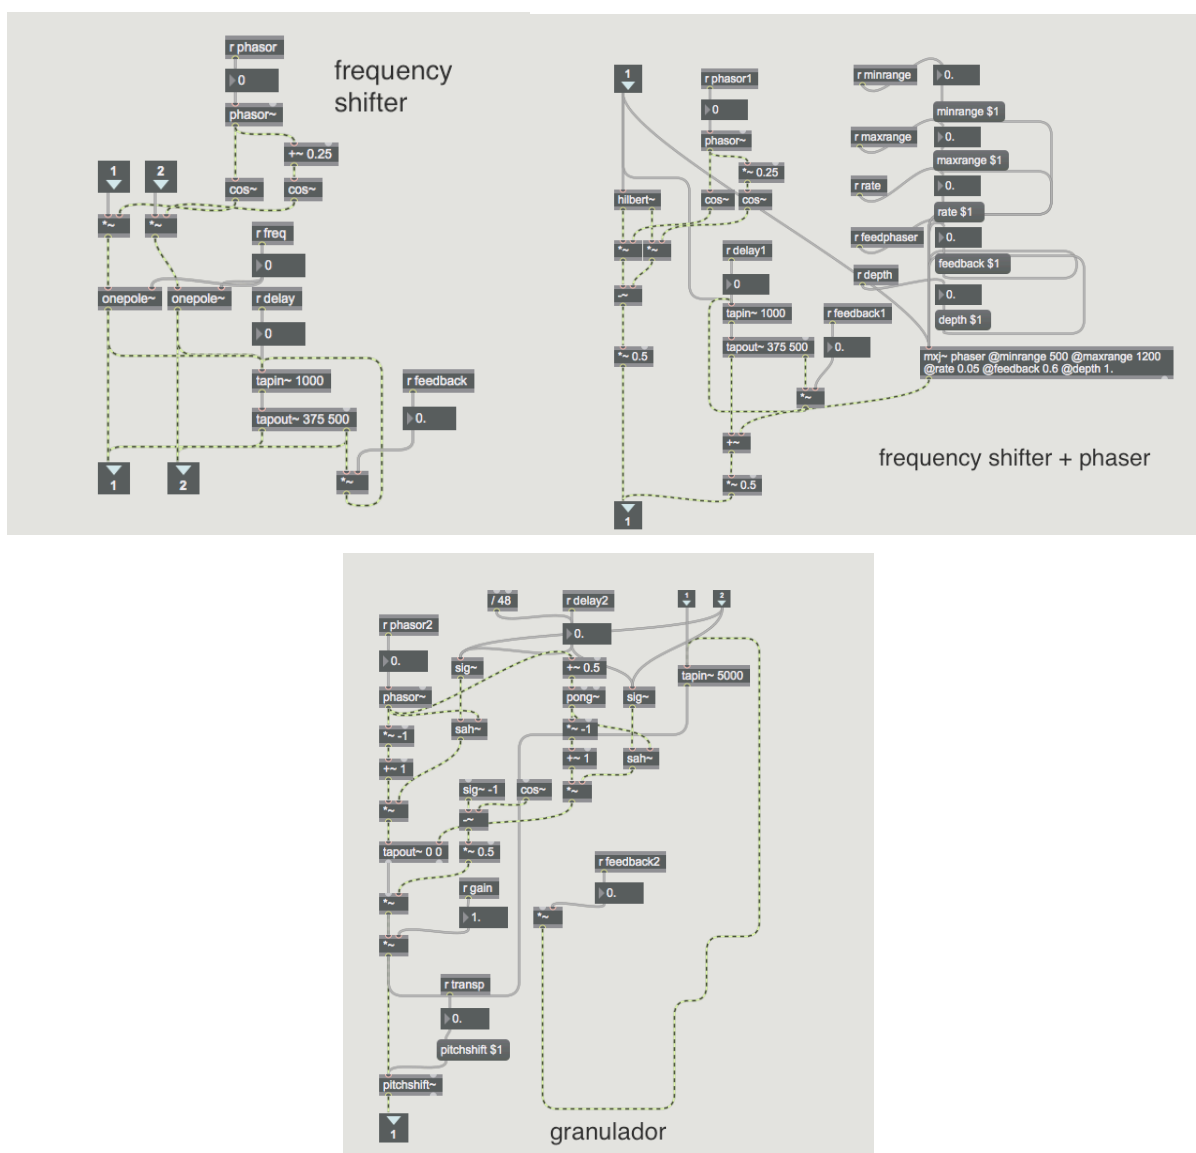 r phasor
0
frequency
shifter
phasor~
+~ 0.25
1
2
cos~
cos~
*~
*~
r freq
0
onepole~
onepole~
r delay
0
tapin~ 1000
r feedback
tapout~ 375 500
0.
*~
1
2
1
r phasor1
0
phasor~
*~ 0.25
hilbert~
cos~
cos~
*~
*~
r delay1
0
-~
tapin~ 1000
r feedback1
tapout~ 375 500
0.
*~ 0.5
*~
+~
*~ 0.5
1
r minrange
0.
minrange $1
r maxrange
0.
maxrange $1
r rate
0.
rate $1
r feedphaser
0.
feedback $1
r depth
0.
depth $1
mxj~ phaser @minrange 500 @maxrange 1200
@rate 0.05 @feedback 0.6 @depth 1.
frequency shifter + phaser
/ 48
r delay2
1
2
r phasor2
0.
0.
sig~
+~ 0.5
tapin~ 5000
phasor~
pong~
sig~
*~ -1
sah~
*~ -1
+~ 1
+~ 1
sah~
sig~ -1
cos~
*~
*~
-~
tapout~ 0 0
*~ 0.5
r feedback2
r gain
0.
*~
1.
*~
*~
r transp
0.
pitchshift $1
pitchshift~
1
granulador